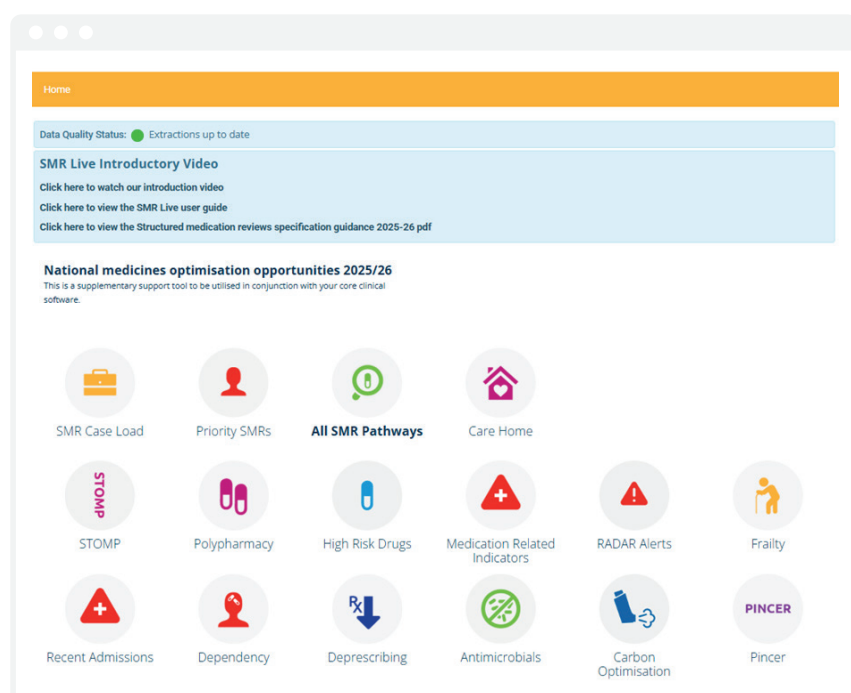 Home
Data Quality Status: Extractions up to date
SMR Live Introductory Video
Click here to watch our introduction video
Click here to view the SMR Live user guide
Click here to view the Structured medication reviews specification guidance 2025-26 pdf
National medicines optimisation opportunities 2025/26
This is a supplementary support tool to be utilised in conjunction with your core clinical
software.
SMR Case Load
Priority SMRs
All SMR Pathways
Care Home
STOMP
STOMP
Polypharmacy
High Risk Drugs
Medication Related
Indicators
RADAR Alerts
Frailty
Rx
PINCER
Recent Admissions
Dependency
Deprescribing
Antimicrobials
Carbon
Optimisation
Pincer